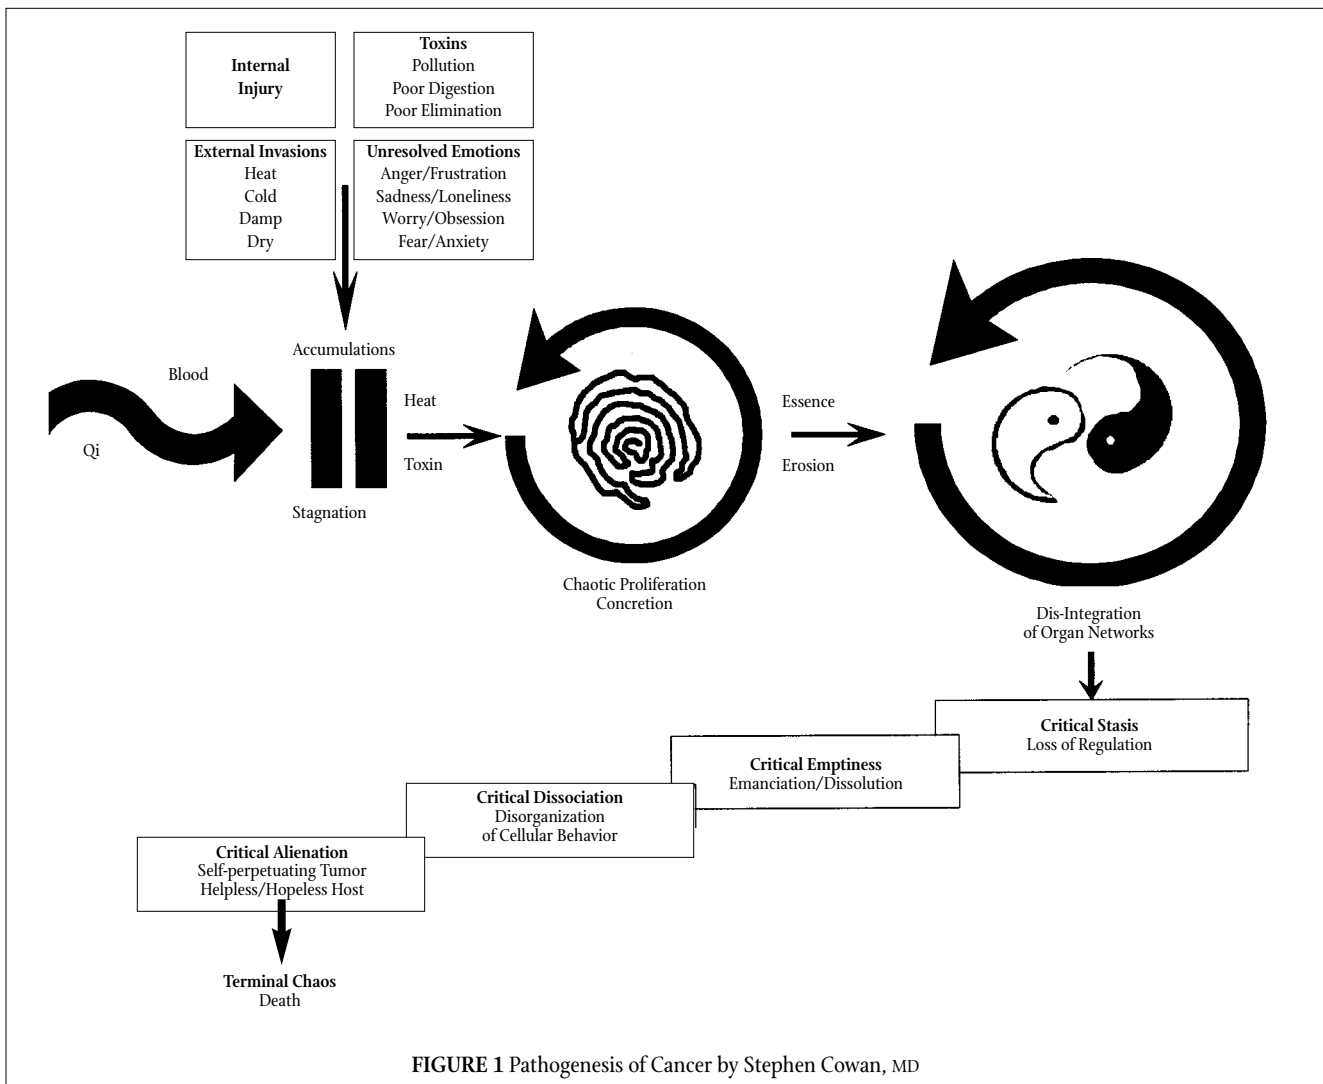 Internal
Injury
Toxins
Pollution
Poor Digestion
Poor Elimination
External Invasions
Heat
Cold
Damp
Dry
Unresolved Emotions
Anger/Frustration
Sadness/Loneliness
Worry/Obsession
Fear/Anxiety
Blood
Qi
Accumulations
Stagnation
Heat
Toxin
Chaotic Proliferation
Concretion
Essence
Erosion
Dis-Integration
of Organ Networks
Critical Stasis
Loss of Regulation
Critical Emptiness
Emanciation/Dissolution
Critical Dissociation
Disorganization
of Cellular Behavior
Critical Alienation
Self-perpetuating Tumor
Helpless/Hopeless Host
Terminal Chaos
Death
FIGURE 1 Pathogenesis of Cancer by Stephen Cowan, MD